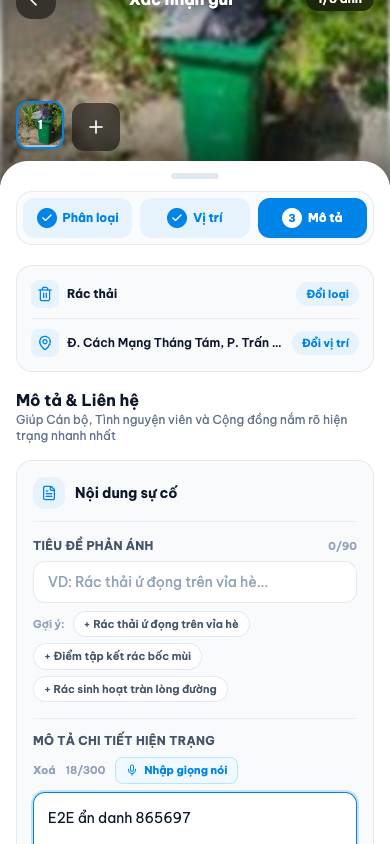 Xác nhận gửi
1
Phân loại
Vị trí
3 Mô tả
Rác thải
Đổi loại
Đ. Cách Mạng Tháng Tám, P. Trấn ...
Đổi vị trí
Mô tả & Liên hệ
Giúp Cán bộ, Tình nguyện viên và Cộng đồng nắm rõ hiện
trạng nhanh nhất
Nội dung sự cố
TIÊU ĐỀ PHẢN ÁNH
0/90
VD: Rác thải ứ đọng trên vỉa hè...
Gợi ý:
+ Rác thải ứ đọng trên vỉa hè
+ Điểm tập kết rác bốc mùi
+ Rác sinh hoạt tràn lòng đường
MÔ TẢ CHI TIẾT HIỆN TRẠNG
Xoá
18/300
Nhập giọng nói
E2E ẩn danh 865697